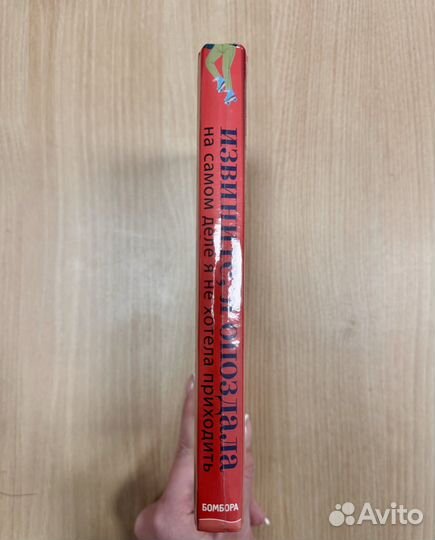 ИЗВИНИТЕ, Я ОПОЗДАЛА
на самом деле я не хотела приходить
БОМБОРА
Avito